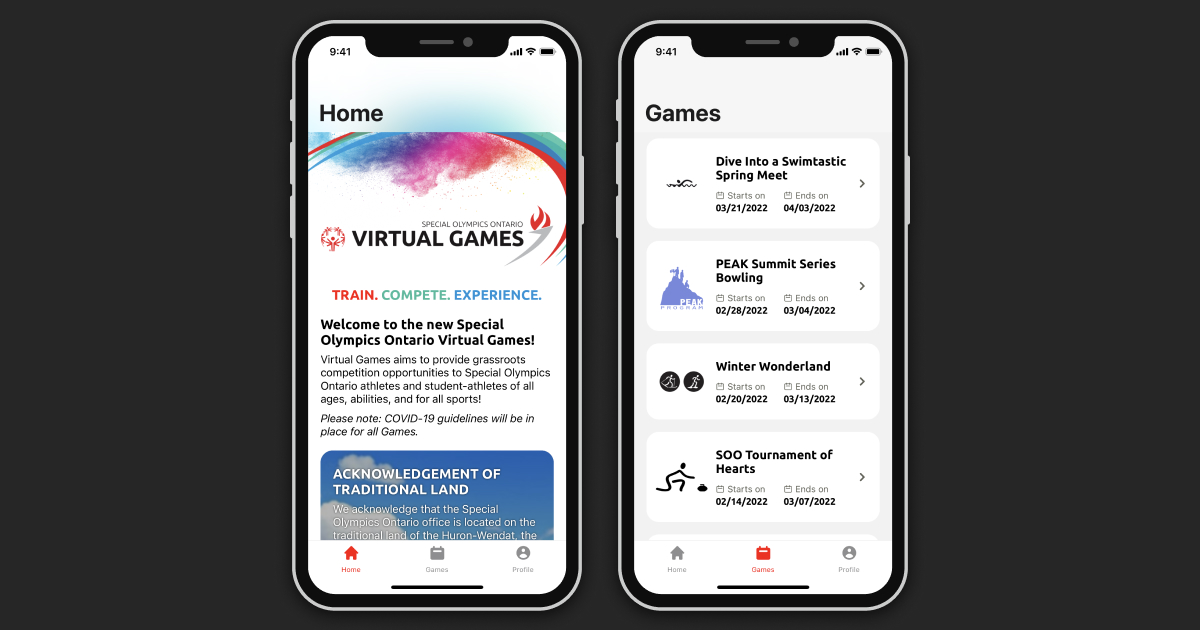 9:41
Home
SPECIAL OLYMPICS ONTARIO
VIRTUAL GAMES
TRAIN. COMPETE. EXPERIENCE.
Welcome to the new Special
Olympics Ontario Virtual Games!
Virtual Games aims to provide grassroots
competition opportunities to Special Olympics
Ontario athletes and student-athletes of all
ages, abilities, and for all sports!
Please note: COVID-19 guidelines will be in
place for all Games.
ACKNOWLEDGEMENT OF
TRADITIONAL LAND
We acknowledge that the Special
Olympics Ontario office is located on the
traditional land of the Huron-Wendat, the
Home Games Profile
9:41
Games
Dive Into a Swimtastic
Spring Meet
Starts on Ends on
03/21/2022 04/03/2022
PEAK
PROGRAM
PEAK Summit Series
Bowling
Starts on Ends on
02/28/2022 03/04/2022
Winter Wonderland
Starts on Ends on
02/20/2022 03/13/2022
SOO Tournament of
Hearts
Starts on Ends on
02/14/2022 03/07/2022
Home Games Profile